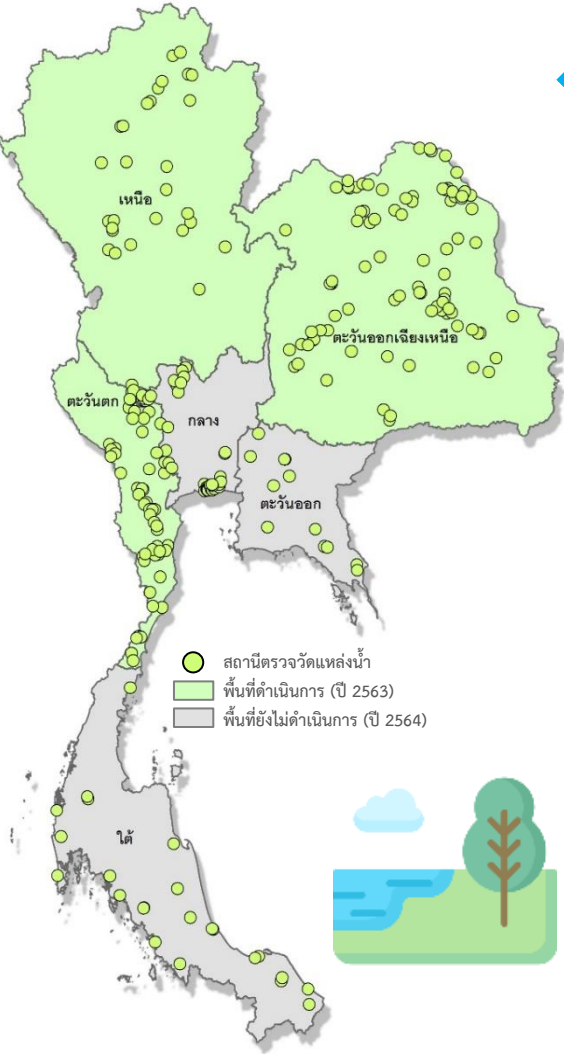 เหนือ
ตะวันออกเฉียงเหนือ
ตะวันตก
กลาง
ตะวันออก
สถานีตรวจวัดแหล่งน้ำ
พื้นที่ดำเนินการ (ปี 2563)
พื้นที่ยังไม่ดำเนินการ (ปี 2564)
ใต้